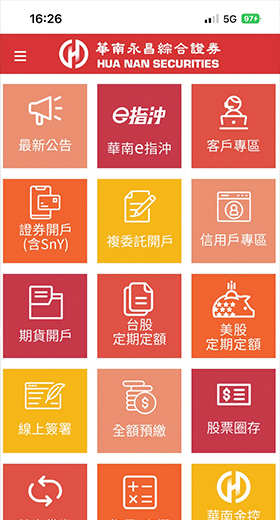 16:26
5G
97
華南永昌綜合證券
HUA NAN SECURITIES
最新公告
e指沖
華南e指沖
客戶專區
證券開戶
(含SnY)
複委託開戶
信用戶專區
期貨開戶
台股
定期定額
美股
定期定額
線上簽署
全額預繳
股票圈存
華南金控